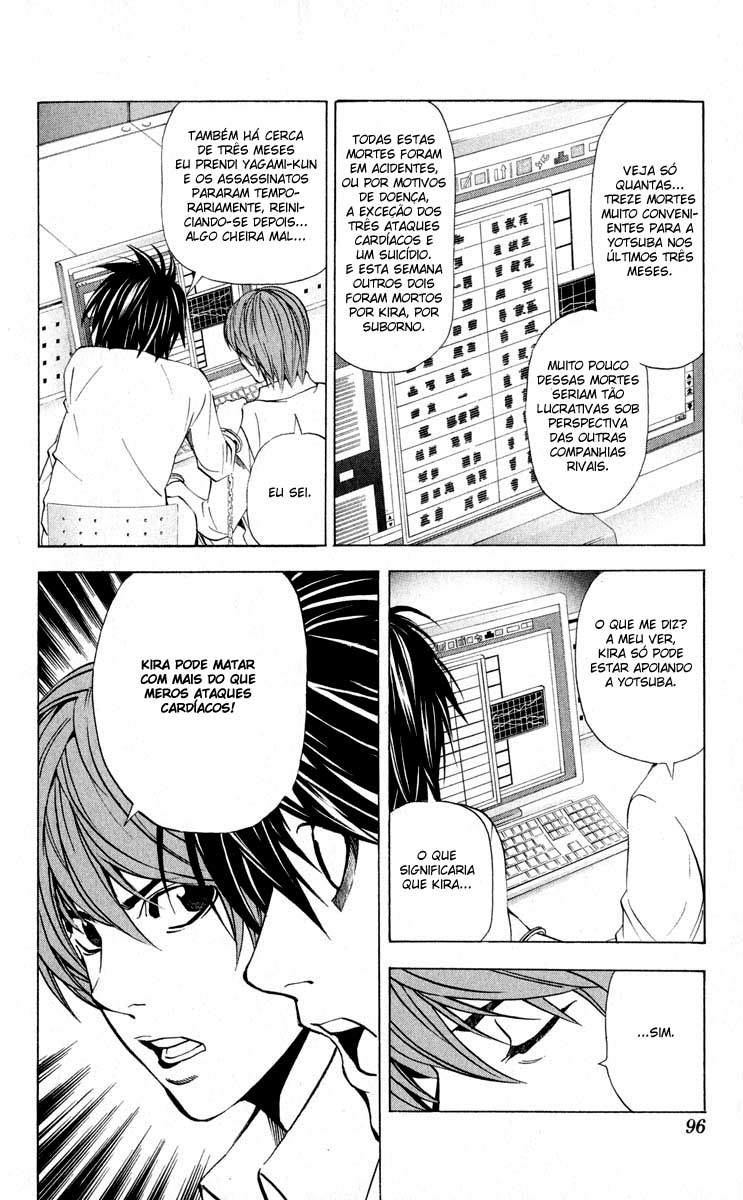 VEJA SÓ
QUANTAS...
TREZE MORTES
MUITO CONVENI-
ENTES PARA A
YOTSUBA NOS
ÚLTIMOS TRÊS
MESES.
TODAS ESTAS
MORTES FORAM
EM ACIDENTES,
OU POR MOTIVOS
DE DOENÇA,
A EXCEÇÃO DOS
TRÊS ATAQUES
CARDÍACOS E
UM SUICÍDIO.
E ESTA SEMANA
OUTROS DOIS
FORAM MORTOS
POR KIRA, POR
SUBORNO.
MUITO POUCO
DESSAS MORTES
SERIAM TÃO
LUCRATIVAS SOB
PERSPECTIVA
DAS OUTRAS
COMPANHIAS
RIVAIS.
TAMBÉM HÁ CERCA
DE TRÊS MESES
EU PRENDI YAGAMI-KUN
E OS ASSASSINATOS
PARARAM TEMPO-
RARIAMENTE, REINI-
CIANDO-SE DEPOIS...
ALGO CHEIRA MAL...
EU SEI.
O QUE ME DIZ?
A MEU VER,
KIRA SÓ PODE
ESTAR APOIANDO
A YOTSUBA.
O QUE
SIGNIFICARIA
QUE KIRA...
...SIM.
KIRA PODE MATAR
COM MAIS DO QUE
MEROS ATAQUES
CARDÍACOS!
96